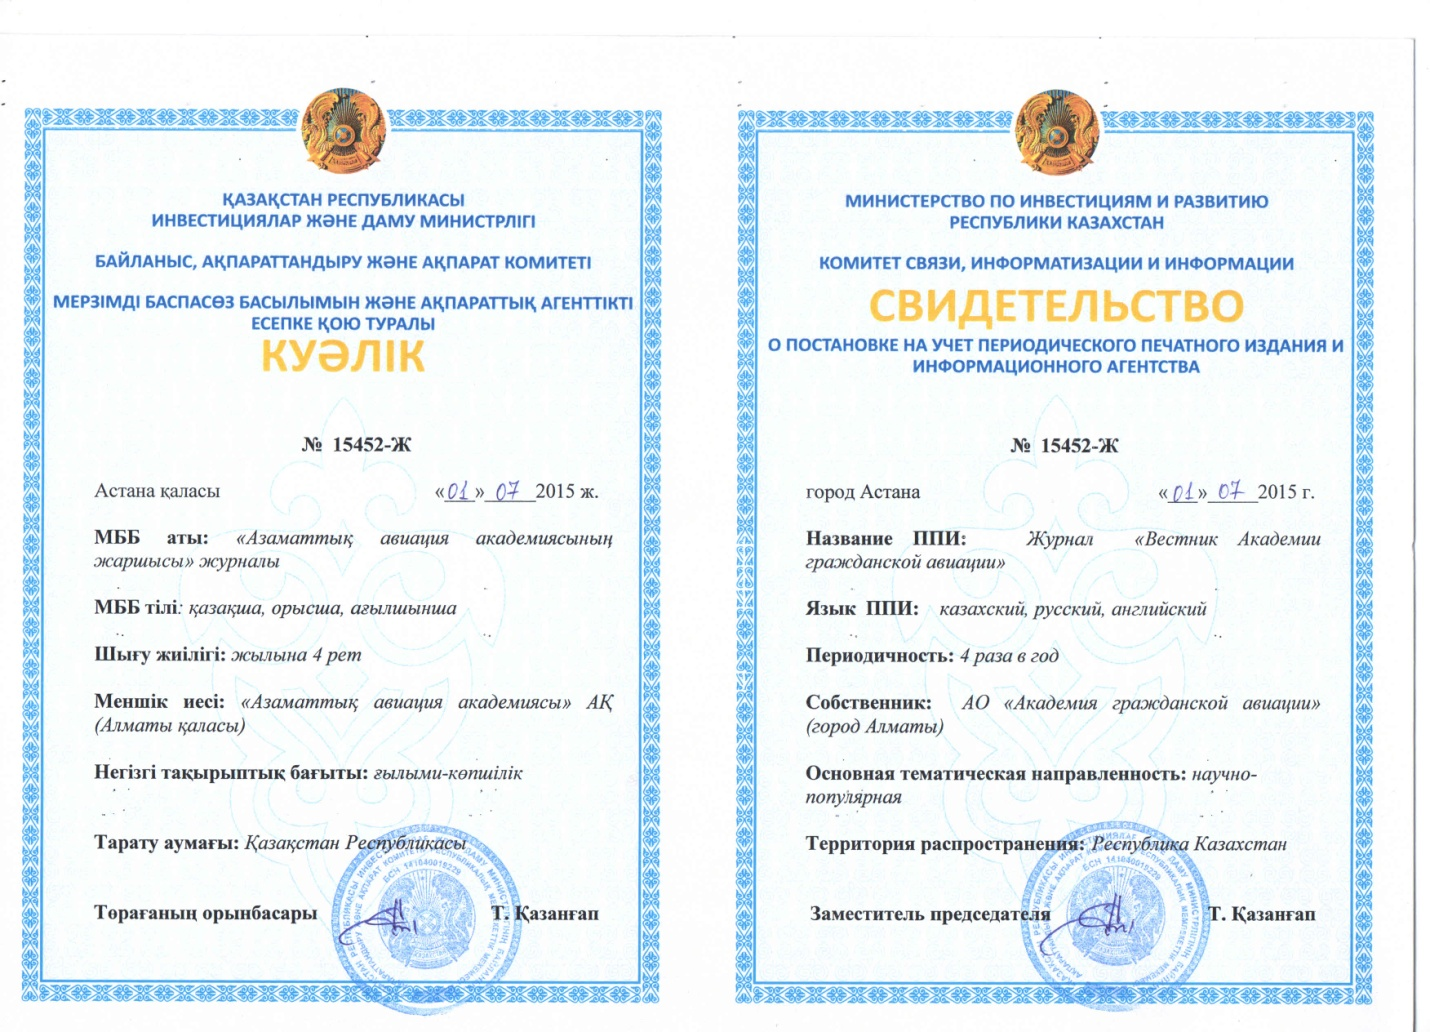 ҚАЗАҚСТАН РЕСПУБЛИКАСЫ
ИНВЕСТИЦИЯЛАР ЖӘНЕ ДАМУ МИНИСТРЛІГІ
БАЙЛАНЫС, АҚПАРАТТАНДЫРУ ЖӘНЕ АҚПАРАТ КОМИТЕТІ
МЕРЗІМДІ БАСПАСӨЗ БАСЫЛЫМЫН ЖӘНЕ АҚПАРАТТЫҚ АГЕНТТІКТІ
ЕСЕПКЕ ҚОЮ ТУРАЛЫ
КУӘЛІК
№ 15452-Ж
Астана қаласы «01» 07 2015 ж.
МББ аты: «Азаматтық авиация академиясының
жаршысы» журналы
МББ тілі: қазақша, орысша, ағылшынша
Шығу жиілігі: жылына 4 рет
Меншік иесі: «Азаматтық авиация академиясы» АҚ
(Алматы қаласы)
Негізгі тақырыптық бағыты: ғылыми-көпшілік
Тарату аумағы: Қазақстан Республикасы
Төрағаның орынбасары Т. Қазанғап
БСН 141040016229
МИНИСТЕРСТВО ПО ИНВЕСТИЦИЯМ И РАЗВИТИЮ
РЕСПУБЛИКИ КАЗАХСТАН
КОМИТЕТ СВЯЗИ, ИНФОРМАТИЗАЦИИ И ИНФОРМАЦИИ
СВИДЕТЕЛЬСТВО
О ПОСТАНОВКЕ НА УЧЕТ ПЕРИОДИЧЕСКОГО ПЕЧАТНОГО ИЗДАНИЯ И
ИНФОРМАЦИОННОГО АГЕНТСТВА
№ 15452-Ж
город Астана «01» 07 2015 г.
Название ППИ: Журнал «Вестник Академии
гражданской авиации»
Язык ППИ: казахский, русский, английский
Периодичность: 4 раза в год
Собственник: АО «Академия гражданской авиации»
(город Алматы)
Основная тематическая направленность: научно-
популярная
Территория распространения: Республика Казахстан
Заместитель председателя Т. Қазанғап